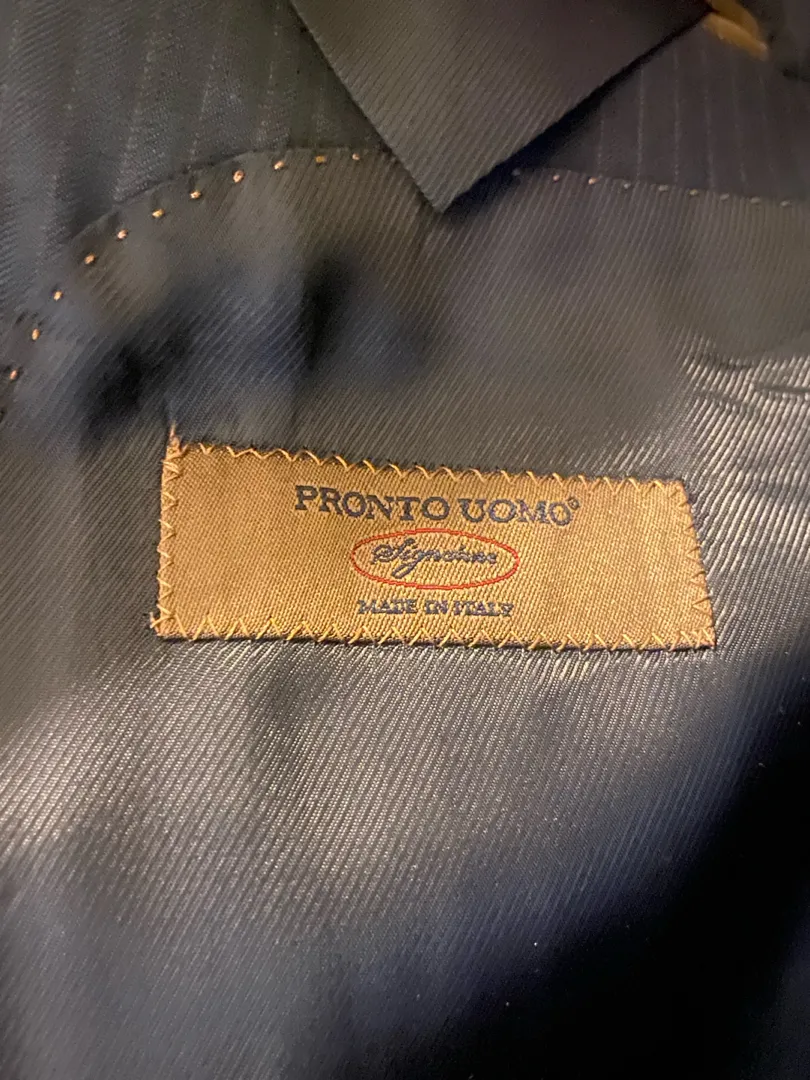 PRONTO UOMO®
Signature
MADE IN ITALY